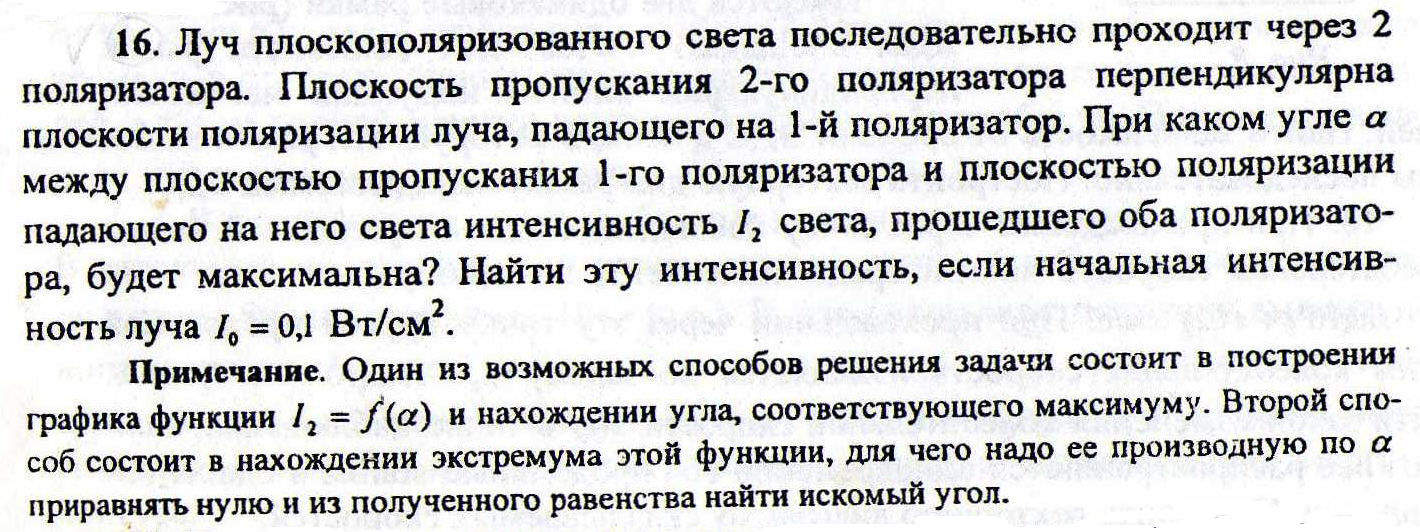 16. Луч плоскополяризованного света последовательно проходит через 2
поляризатора. Плоскость пропускания 2-го поляризатора перпендикулярна
плоскости поляризации луча, падающего на 1-й поляризатор. При каком угле α
между плоскостью пропускания 1-го поляризатора и плоскостью поляризации
падающего на него света интенсивность I₂ света, прошедшего оба поляризато-
ра, будет максимальна? Найти эту интенсивность, если начальная интенсив-
ность луча I₀ = 0,1 Вт/см².
Примечание. Один из возможных способов решения задачи состоит в построении
графика функции I₂ = f(α) и нахождении угла, соответствующего максимуму. Второй спо-
соб состоит в нахождении экстремума этой функции, для чего надо ее производную по α
приравнять нулю и из полученного равенства найти искомый угол.